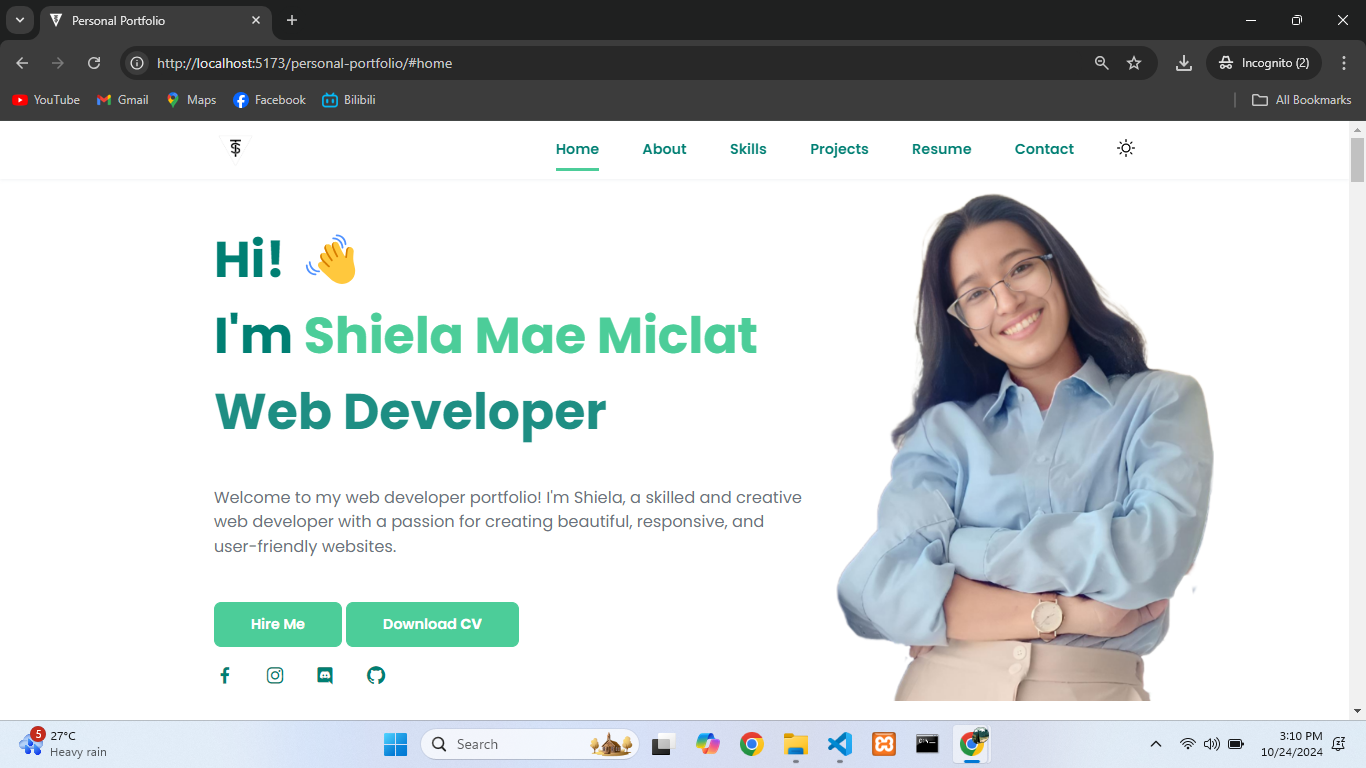 Personal Portfolio
http://localhost:5173/personal-portfolio/#home
Incognito (2)
YouTube
Gmail
Maps
Facebook
Bilibili
All Bookmarks
Home
About
Skills
Projects
Resume
Contact
Hi!
I'm Shiela Mae Miclat
Web Developer
Welcome to my web developer portfolio! I'm Shiela, a skilled and creative
web developer with a passion for creating beautiful, responsive, and
user-friendly websites.
Hire Me
Download CV
5
27°C
Heavy rain
Search
3:10 PM
10/24/2024